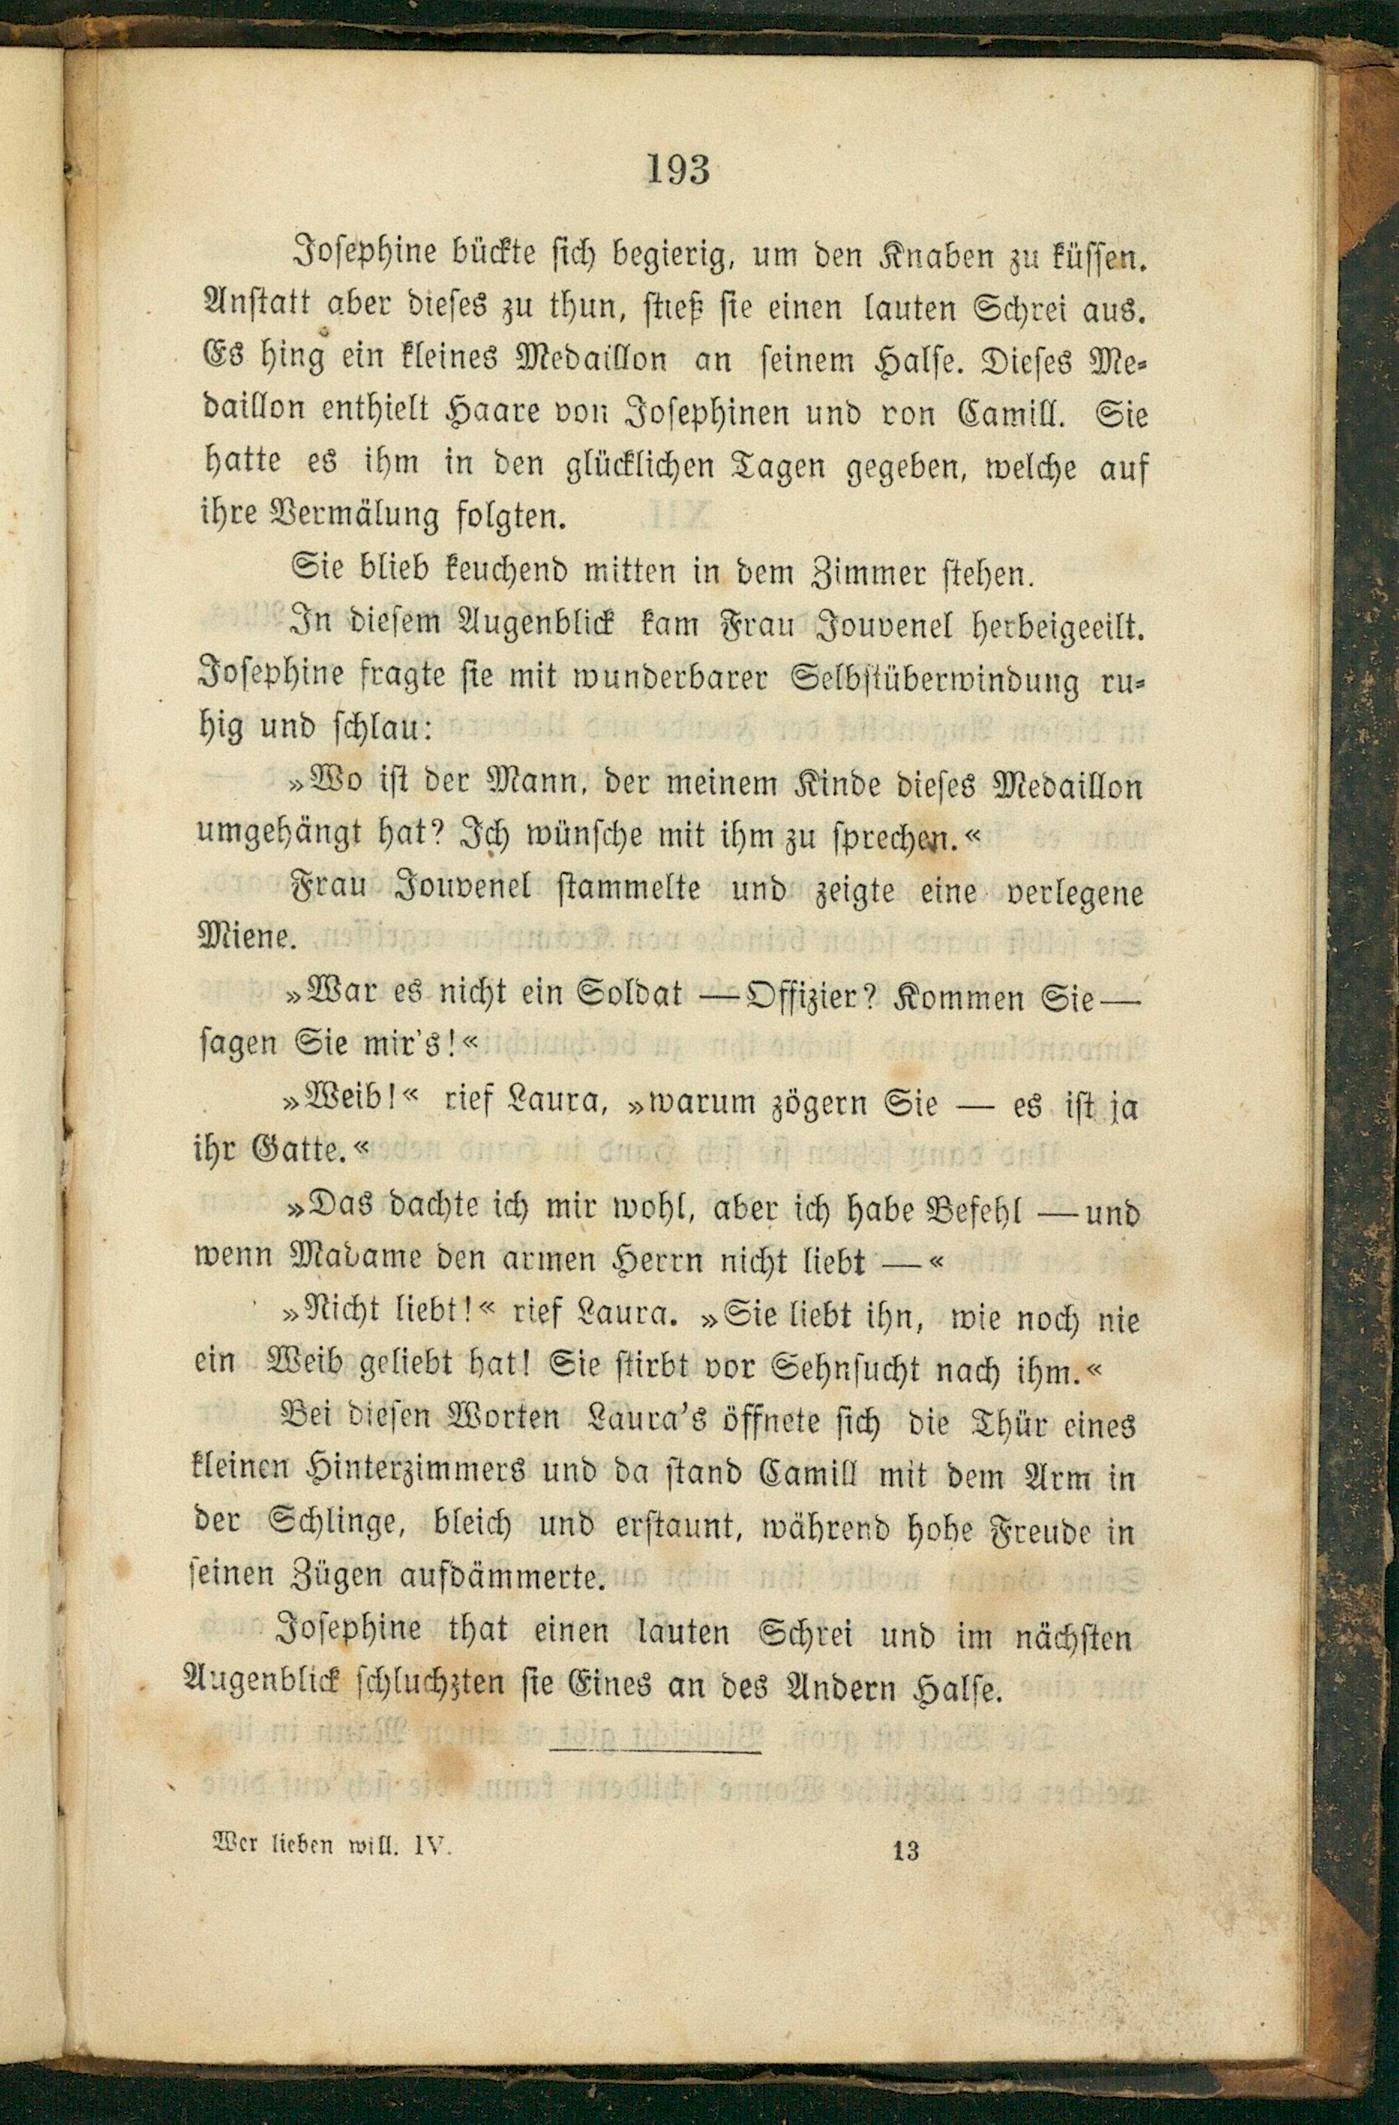 193
Josephine bückte sich begierig, um den Knaben zu küssen.
Anstatt aber dieses zu thun, stieß sie einen lauten Schrei aus.
Es hing ein kleines Medaillon an seinem Halse. Dieses Me-
daillon enthielt Haare von Josephinen und von Camill. Sie
hatte es ihm in den glücklichen Tagen gegeben, welche auf
ihre Vermälung folgten.
Sie blieb keuchend mitten in dem Zimmer stehen.
In diesem Augenblick kam Frau Jouvenel herbeigeeilt.
Josephine fragte sie mit wunderbarer Selbstüberwindung ru-
hig und schlau:
»Wo ist der Mann, der meinem Kinde dieses Medaillon
umgehängt hat? Ich wünsche mit ihm zu sprechen.«
Frau Jouvenel stammelte und zeigte eine verlegene
Miene.
»War es nicht ein Soldat — Offizier? Kommen Sie —
sagen Sie mir's!«
»Weib!« rief Laura, »warum zögern Sie — es ist ja
ihr Gatte.«
»Das dachte ich mir wohl, aber ich habe Befehl — und
wenn Madame den armen Herrn nicht liebt — «
»Nicht liebt!« rief Laura. »Sie liebt ihn, wie noch nie
ein Weib geliebt hat! Sie stirbt vor Sehnsucht nach ihm.«
Bei diesen Worten Laura's öffnete sich die Thür eines
kleinen Hinterzimmers und da stand Camill mit dem Arm in
der Schlinge, bleich und erstaunt, während hohe Freude in
seinen Zügen aufdämmerte.
Josephine that einen lauten Schrei und im nächsten
Augenblick schluchzten sie Eines an des Andern Halse.
Wer lieben will. IV.
13